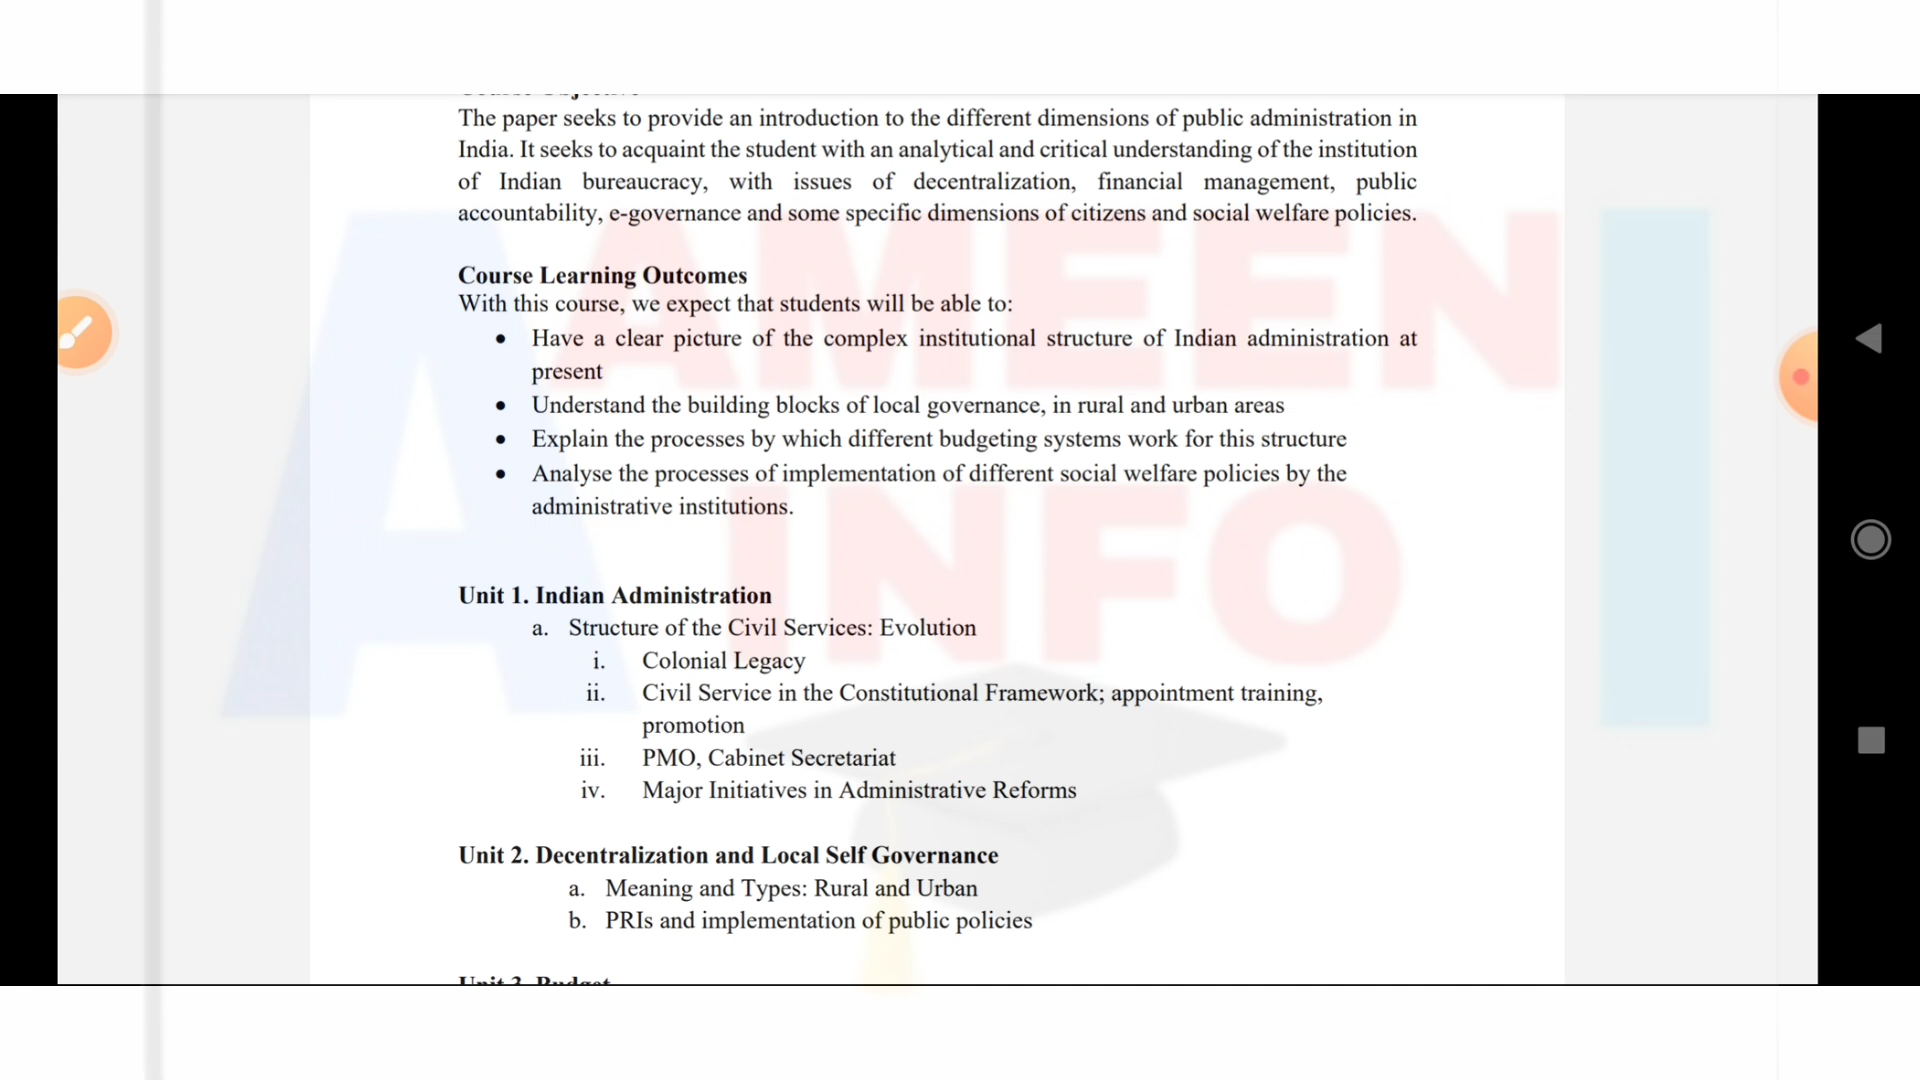 Course Objective
The paper seeks to provide an introduction to the different dimensions of public administration in
India. It seeks to acquaint the student with an analytical and critical understanding of the institution
of Indian bureaucracy, with issues of decentralization, financial management, public
accountability, e-governance and some specific dimensions of citizens and social welfare policies.
Course Learning Outcomes
With this course, we expect that students will be able to:
• Have a clear picture of the complex institutional structure of Indian administration at
present
• Understand the building blocks of local governance, in rural and urban areas
• Explain the processes by which different budgeting systems work for this structure
• Analyse the processes of implementation of different social welfare policies by the
administrative institutions.
Unit 1. Indian Administration
a. Structure of the Civil Services: Evolution
i. Colonial Legacy
ii. Civil Service in the Constitutional Framework; appointment training,
promotion
iii. PMO, Cabinet Secretariat
iv. Major Initiatives in Administrative Reforms
Unit 2. Decentralization and Local Self Governance
a. Meaning and Types: Rural and Urban
b. PRIs and implementation of public policies
Unit 3. Budget
A AMEEN I
INFO